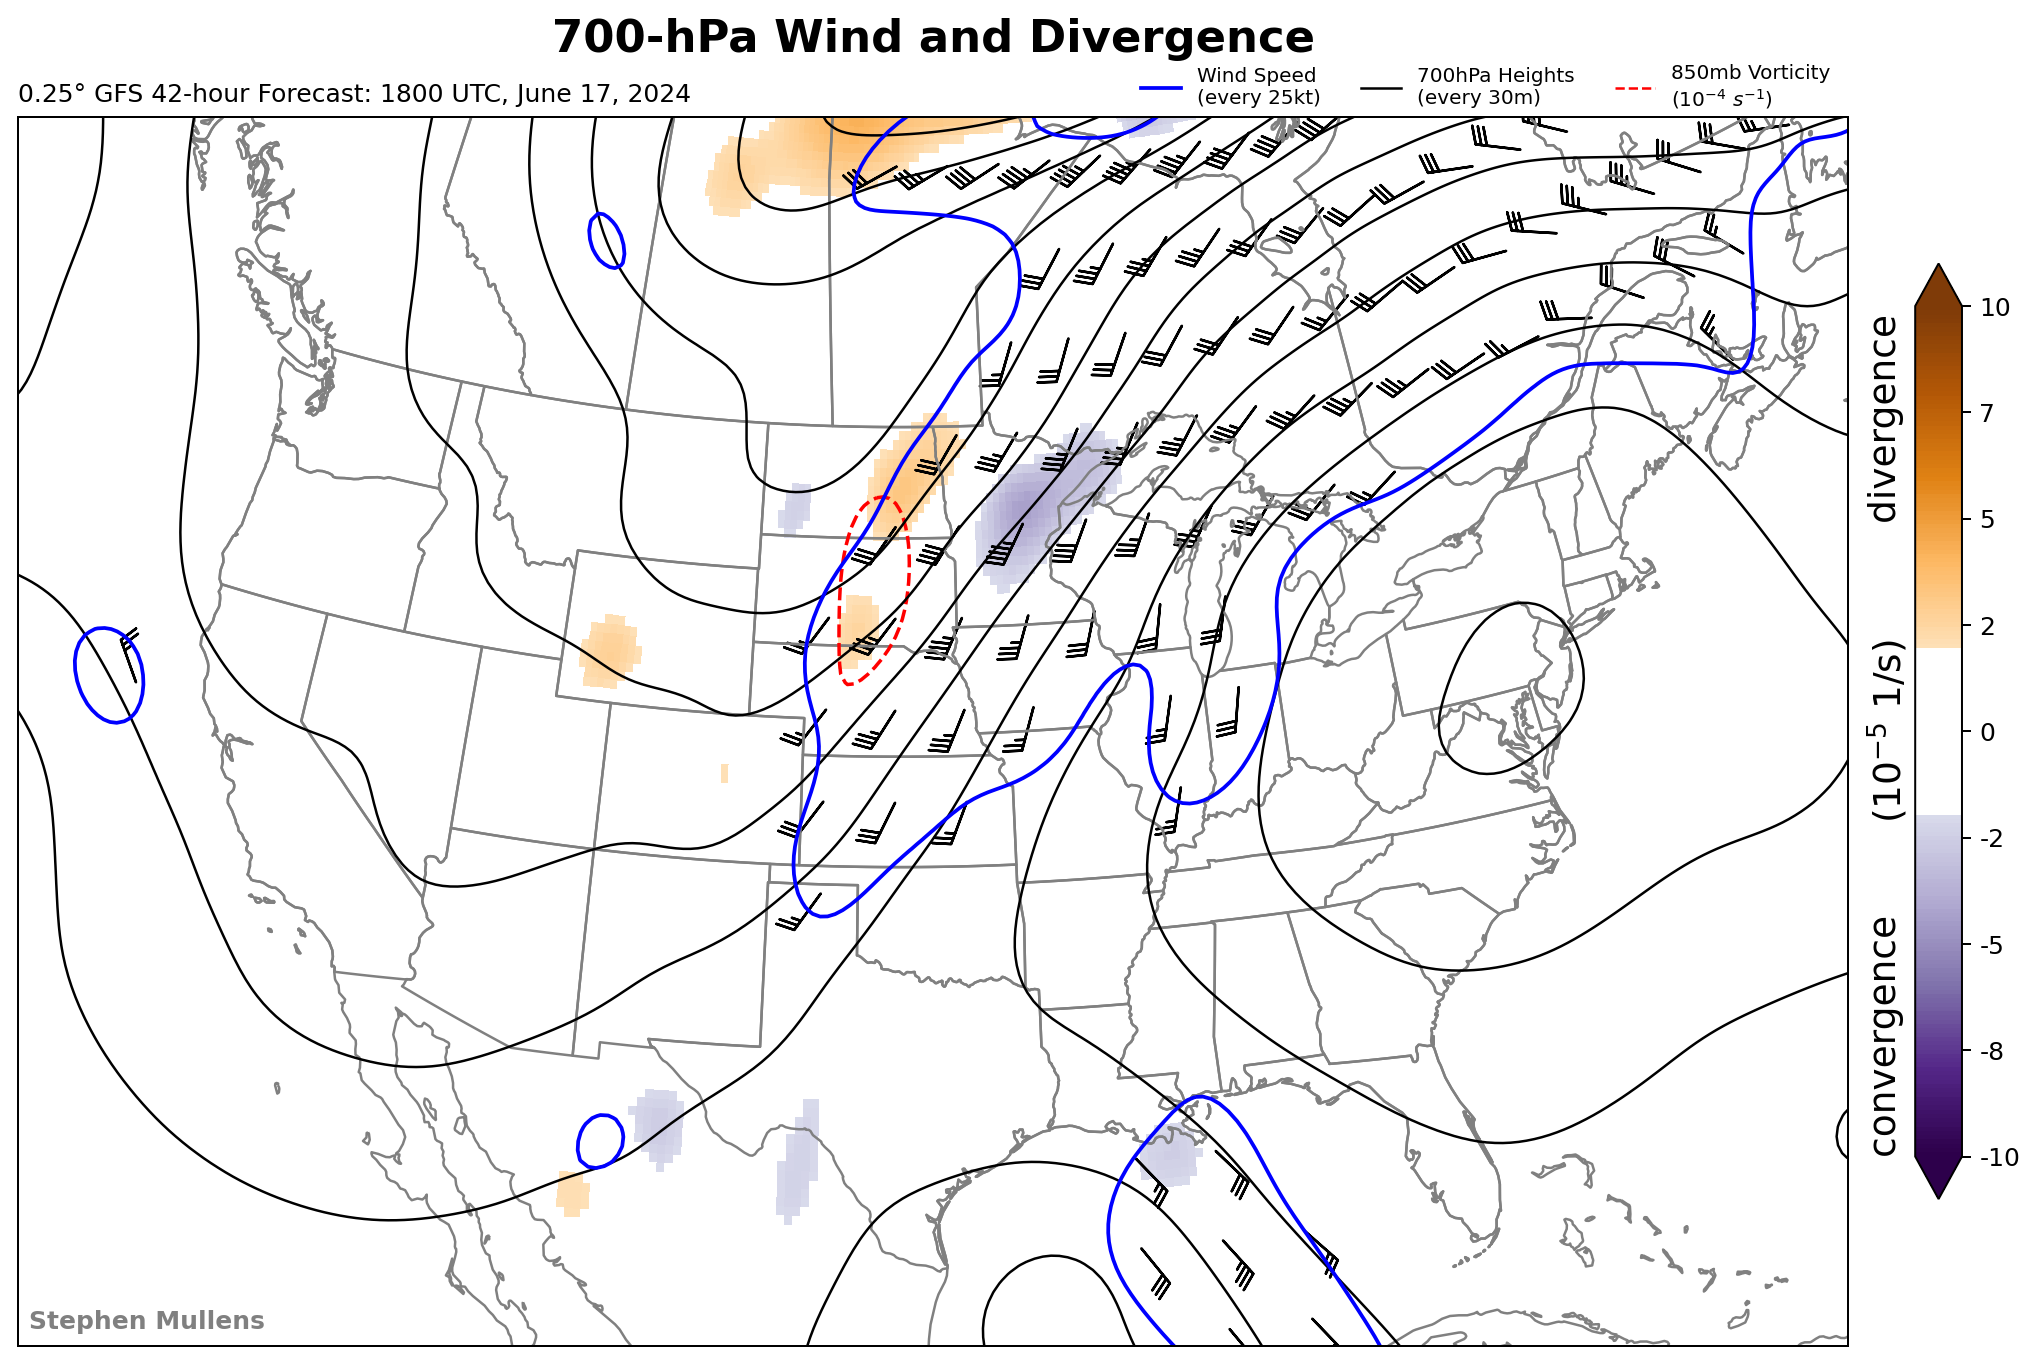 700-hPa Wind and Divergence
0.25° GFS 42-hour Forecast: 1800 UTC, June 17, 2024
Wind Speed
(every 25kt)
700hPa Heights
(every 30m)
850mb Vorticity
(10⁻⁴ s⁻¹)
10
7
5
2
0
-2
-5
-8
-10
convergence (10⁻⁵ 1/s) divergence
Stephen Mullens